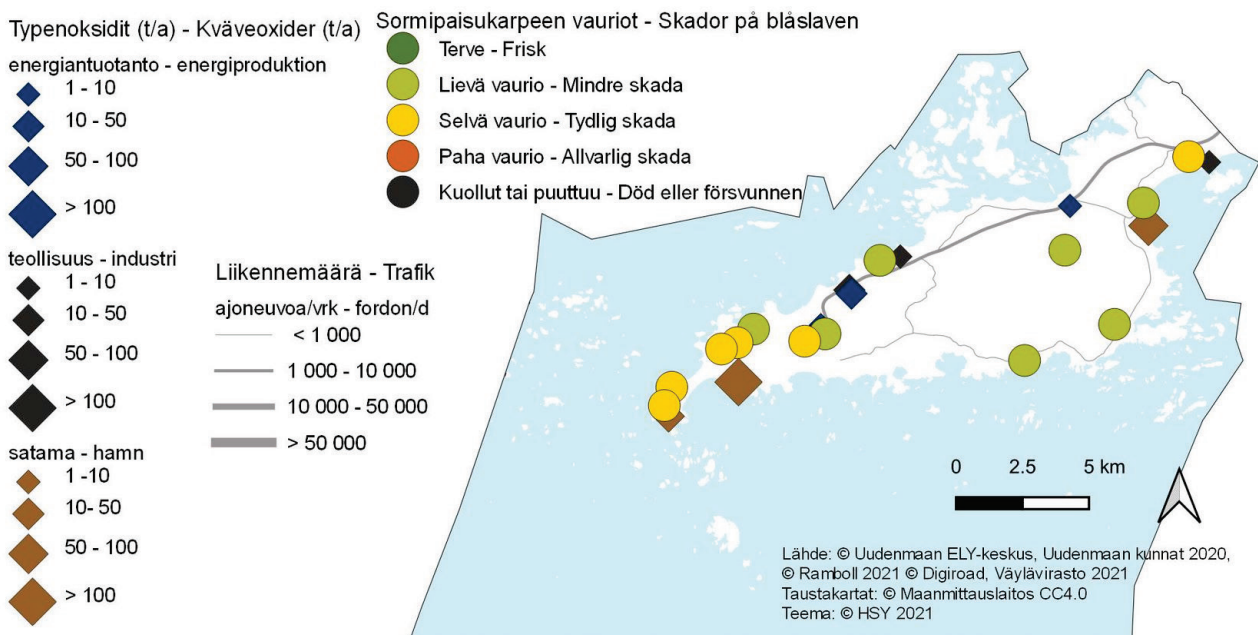 Typenoksidit (t/a) - Kväveoxider (t/a)
energiantuotanto - energiproduktion
1 - 10
10 - 50
50 - 100
> 100
teollisuus - industri
1 - 10
10 - 50
50 - 100
> 100
satama - hamn
1 -10
10- 50
50 - 100
> 100
Sormipaisukarpeen vauriot - Skador på blåslaven
Terve - Frisk
Lievä vaurio - Mindre skada
Selvä vaurio - Tydlig skada
Paha vaurio - Allvarlig skada
Kuollut tai puuttuu - Död eller försvunnen
Liikennemäärä - Trafik
ajoneuvoa/vrk - fordon/d
< 1 000
1 000 - 10 000
10 000 - 50 000
> 50 000
0 2.5 5 km
Lähde: © Uudenmaan ELY-keskus, Uudenmaan kunnat 2020,
© Ramboll 2021 © Digiroad, Väylävirasto 2021
Taustakartat: © Maanmittauslaitos CC4.0
Teema: © HSY 2021